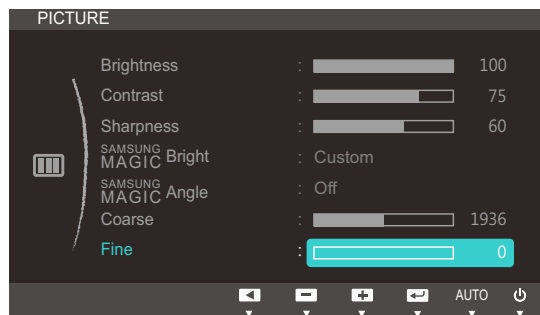 PICTURE
Brightness : 100
Contrast : 75
Sharpness : 60
SAMSUNG MAGIC Bright : Custom
SAMSUNG MAGIC Angle : Off
Coarse : 1936
Fine : 0
AUTO